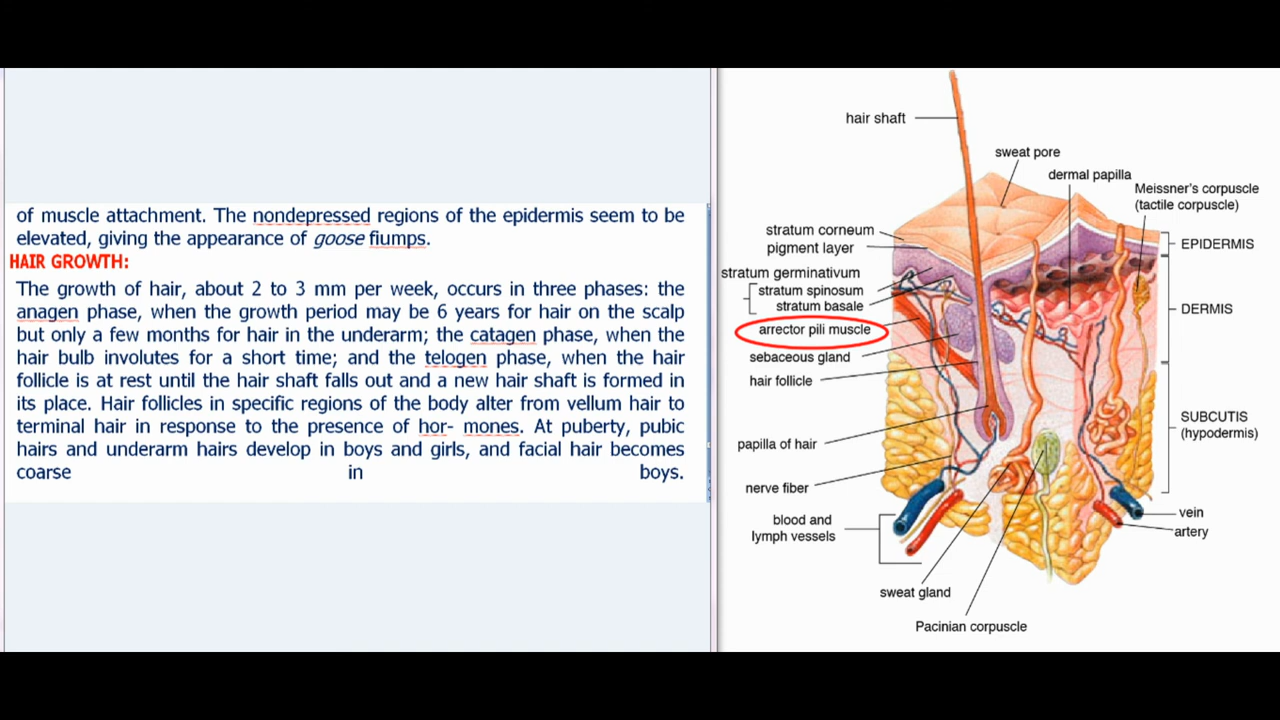 of muscle attachment. The nondepressed regions of the epidermis seem to be
elevated, giving the appearance of goose fiumps.
HAIR GROWTH:
The growth of hair, about 2 to 3 mm per week, occurs in three phases: the
anagen phase, when the growth period may be 6 years for hair on the scalp
but only a few months for hair in the underarm; the catagen phase, when the
hair bulb involutes for a short time; and the telogen phase, when the hair
follicle is at rest until the hair shaft falls out and a new hair shaft is formed in
its place. Hair follicles in specific regions of the body alter from vellum hair to
terminal hair in response to the presence of hor- mones. At puberty, pubic
hairs and underarm hairs develop in boys and girls, and facial hair becomes
coarse in boys.
hair shaft
sweat pore
dermal papilla
Meissner's corpuscle
(tactile corpuscle)
stratum corneum
pigment layer
stratum germinativum
stratum spinosum
stratum basale
arrector pili muscle
sebaceous gland
hair follicle
papilla of hair
nerve fiber
blood and
lymph vessels
sweat gland
Pacinian corpuscle
EPIDERMIS
DERMIS
SUBCUTIS
(hypodermis)
vein
artery